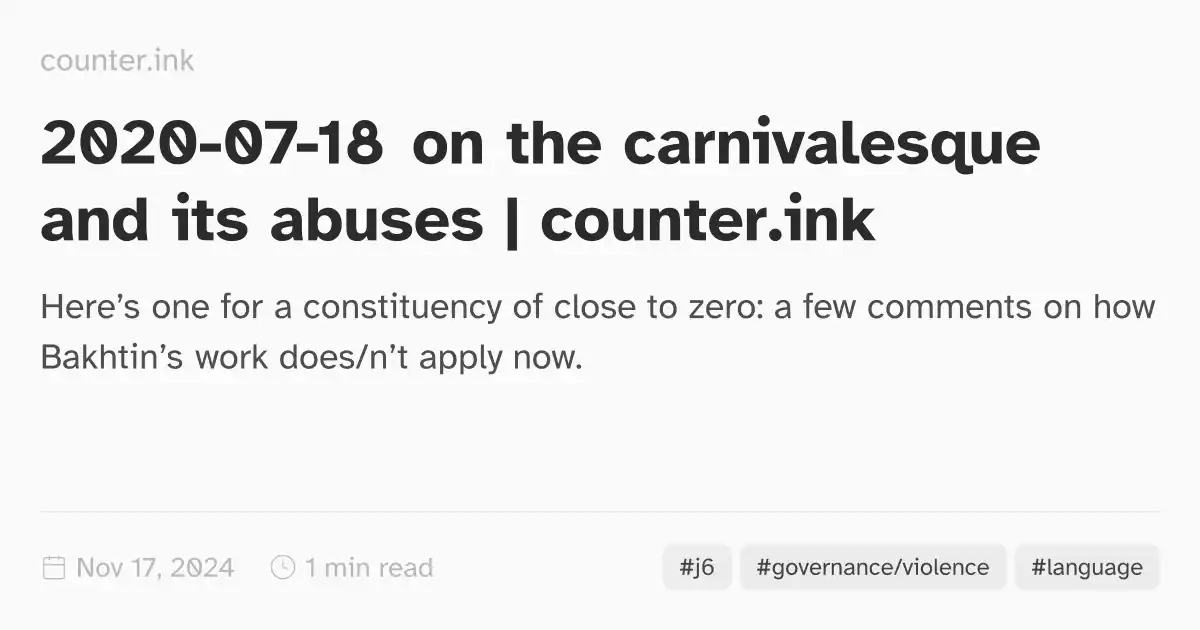 counter.ink
2020-07-18 on the carnivalesque
and its abuses | counter.ink
Here’s one for a constituency of close to zero: a few comments on how
Bakhtin’s work does/n’t apply now.
Nov 17, 2024 1 min read #j6 #governance/violence #language